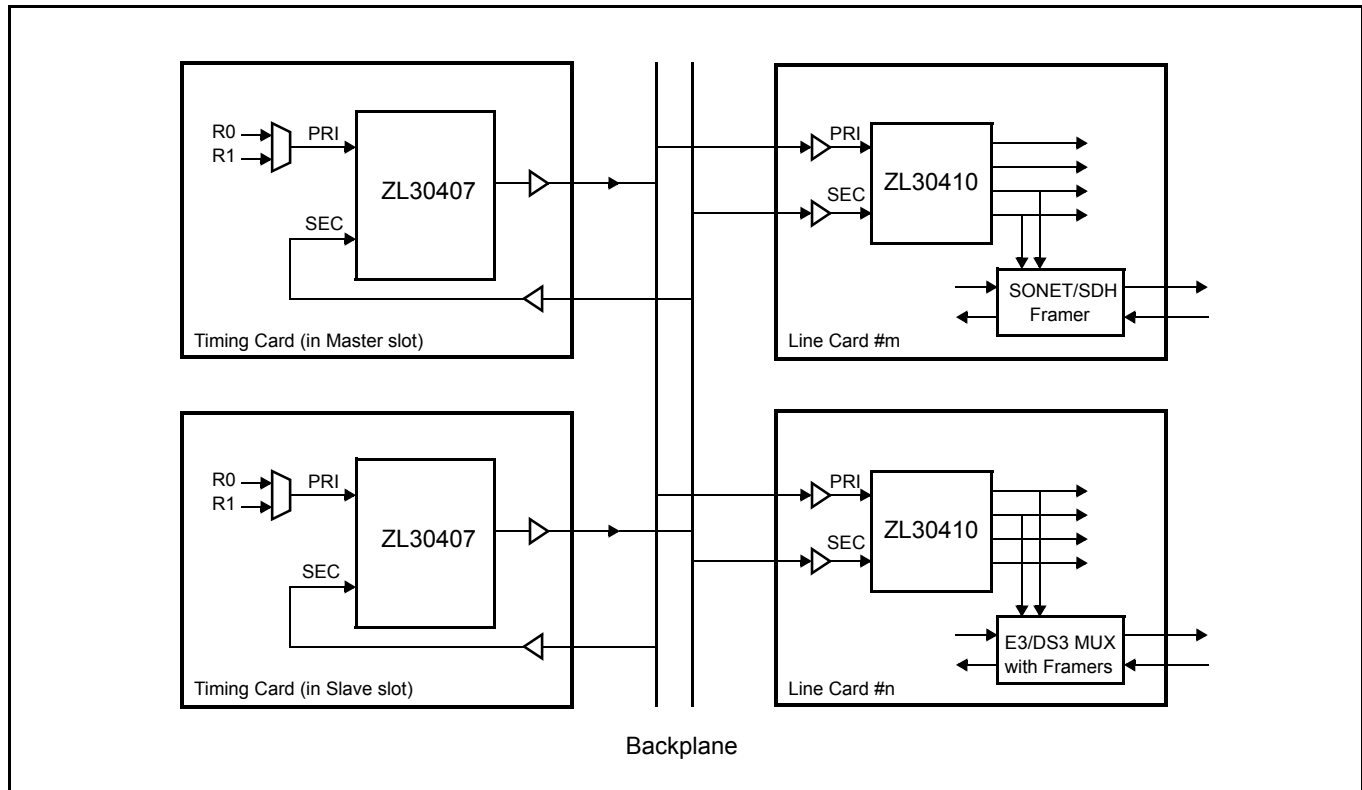 R0
R1
PRI
ZL30407
SEC
Timing Card (in Master slot)
PRI
ZL30410
SEC
SONET/SDH
Framer
Line Card #m
R0
R1
PRI
ZL30407
SEC
Timing Card (in Slave slot)
PRI
ZL30410
SEC
E3/DS3 MUX
with Framers
Line Card #n
Backplane